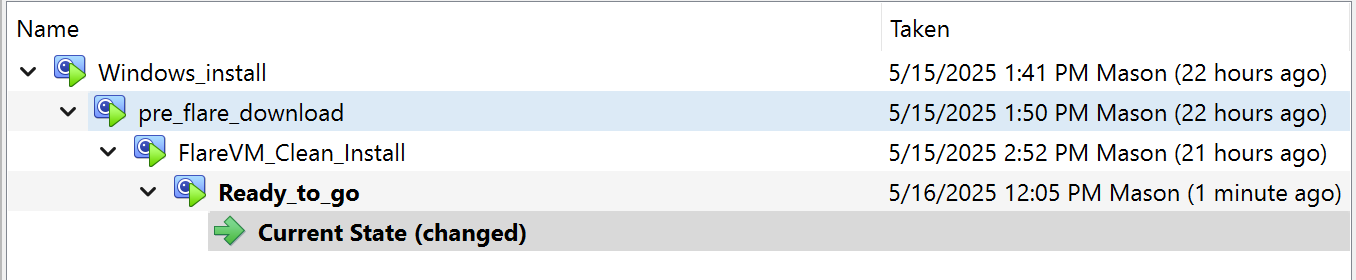 Name Taken
Windows_install 5/15/2025 1:41 PM Mason (22 hours ago)
pre_flare_download 5/15/2025 1:50 PM Mason (22 hours ago)
FlareVM_Clean_Install 5/15/2025 2:52 PM Mason (21 hours ago)
Ready_to_go 5/16/2025 12:05 PM Mason (1 minute ago)
Current State (changed)